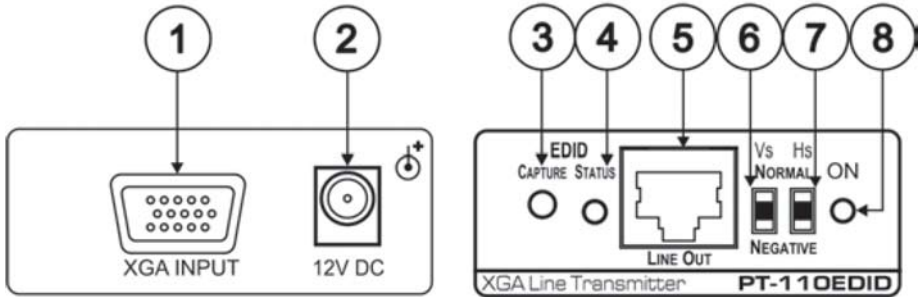 1 2 3 4 5 6 7 8
EDID
CAPTURE STATUS
Vs Hs
NORMAL
ON
+
XGA INPUT
12V DC
LINE OUT
NEGATIVE
XGA Line Transmitter PT-110EDID